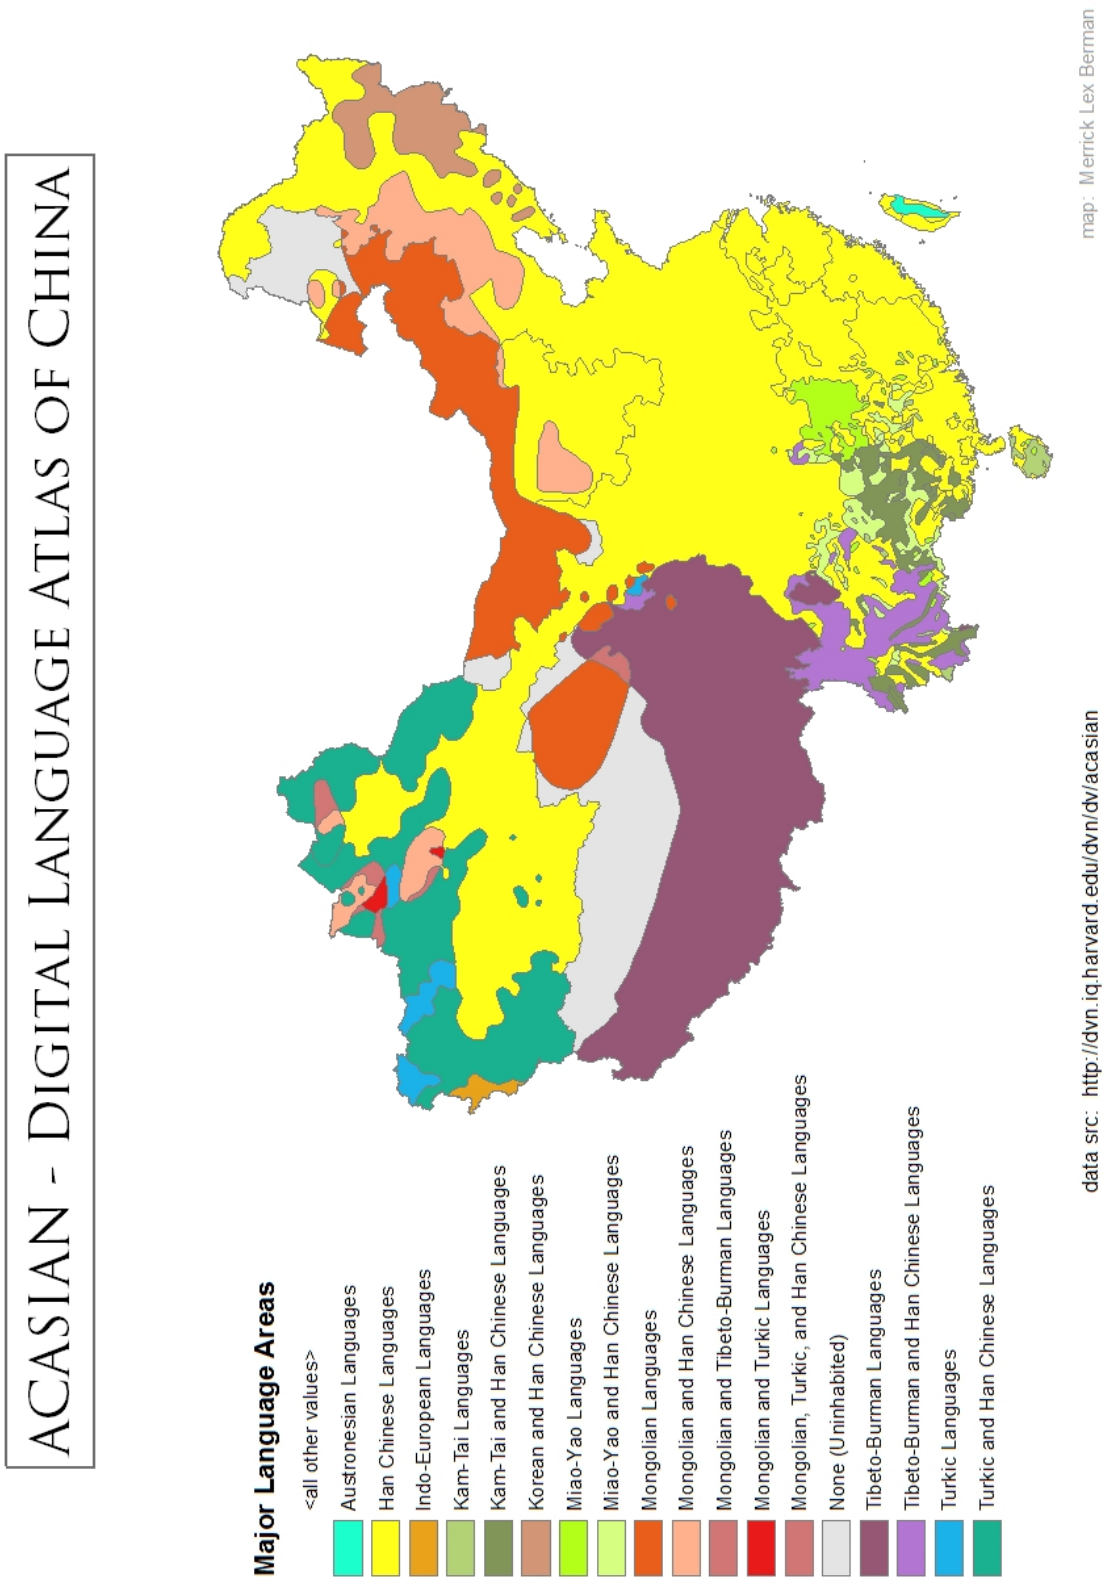 ACASIAN - DIGITAL LANGUAGE ATLAS OF CHINA
Major Language Areas
<all other values>
Austronesian Languages
Han Chinese Languages
Indo-European Languages
Kam-Tai Languages
Kam-Tai and Han Chinese Languages
Korean and Han Chinese Languages
Miao-Yao Languages
Miao-Yao and Han Chinese Languages
Mongolian Languages
Mongolian and Han Chinese Languages
Mongolian and Tibeto-Burman Languages
Mongolian and Turkic Languages
Mongolian, Turkic, and Han Chinese Languages
None (Uninhabited)
Tibeto-Burman Languages
Tibeto-Burman and Han Chinese Languages
Turkic Languages
Turkic and Han Chinese Languages
data src: http://dvn.iq.harvard.edu/dvn/dv/acasian
map: Merrick Lex Berman